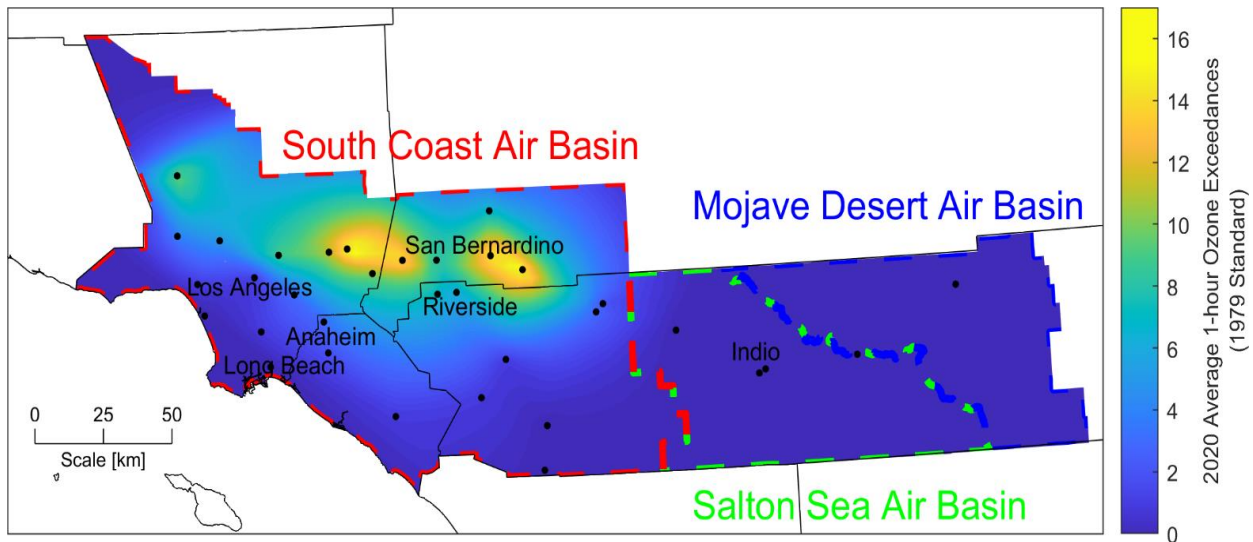 South Coast Air Basin
Mojave Desert Air Basin
San Bernardino
Los Angeles
Riverside
Anaheim
Indio
Long Beach
0 25 50
Scale [km]
Salton Sea Air Basin
16
14
12
10
8
6
4
2
0
2020 Average 1-hour Ozone Exceedances
(1979 Standard)